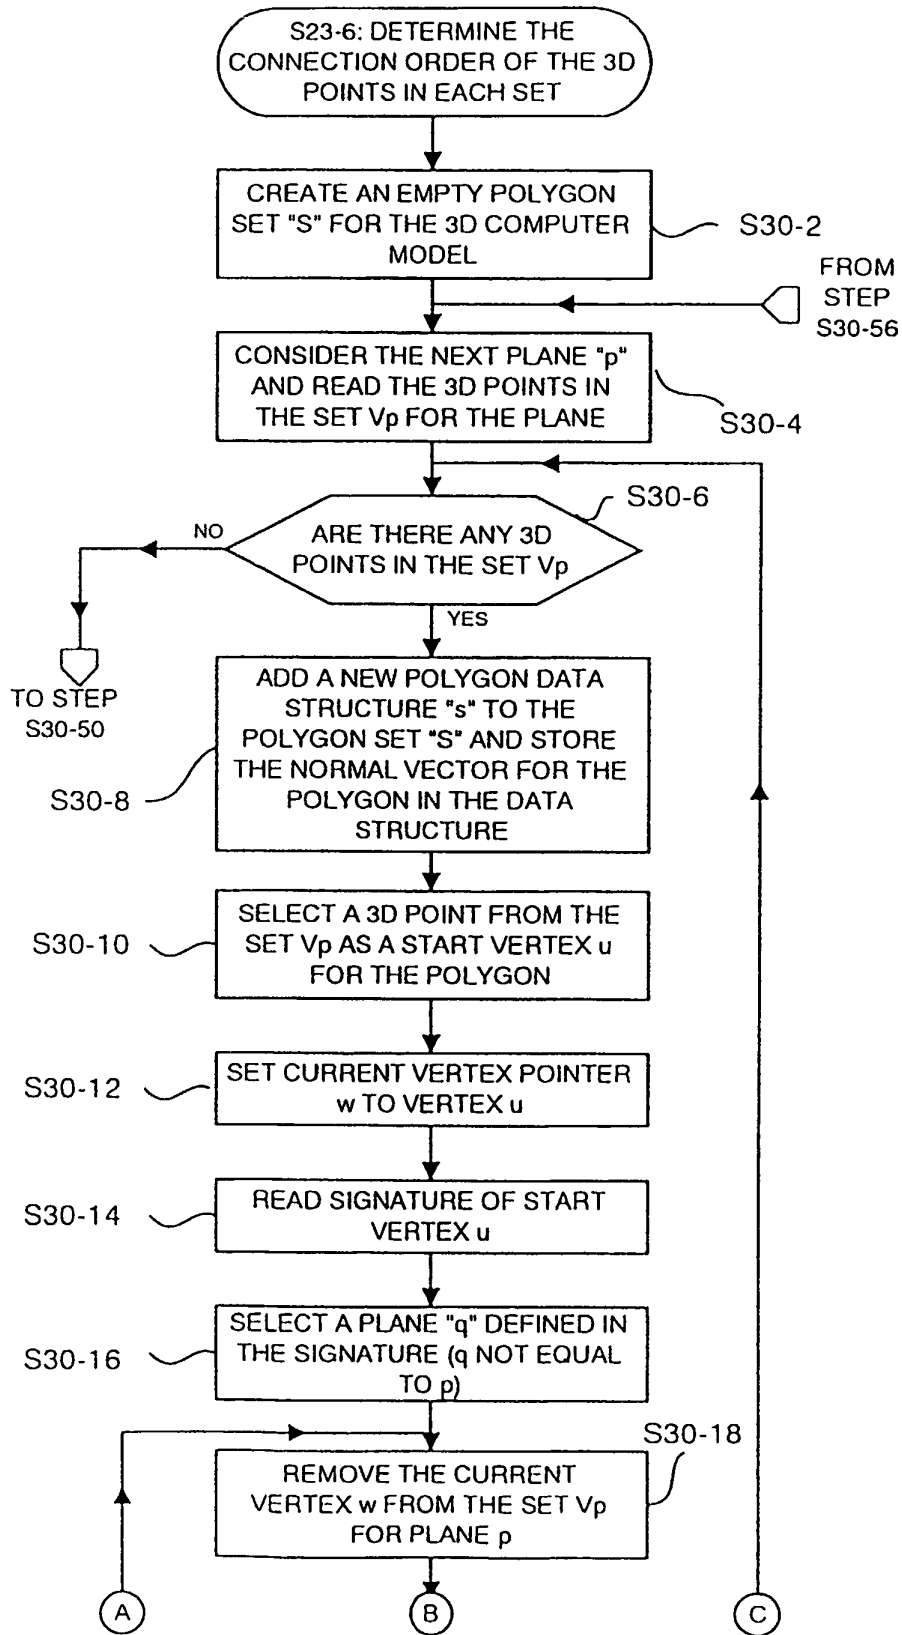 S23-6: DETERMINE THE
CONNECTION ORDER OF THE 3D
POINTS IN EACH SET
CREATE AN EMPTY POLYGON
SET "S" FOR THE 3D COMPUTER
MODEL
S30-2
FROM
STEP
S30-56
CONSIDER THE NEXT PLANE "p"
AND READ THE 3D POINTS IN
THE SET Vp FOR THE PLANE
S30-4
S30-6
ARE THERE ANY 3D
POINTS IN THE SET Vp
NO
YES
TO STEP
S30-50
ADD A NEW POLYGON DATA
STRUCTURE "s" TO THE
POLYGON SET "S" AND STORE
THE NORMAL VECTOR FOR THE
POLYGON IN THE DATA
STRUCTURE
S30-8
SELECT A 3D POINT FROM THE
SET Vp AS A START VERTEX u
FOR THE POLYGON
S30-10
SET CURRENT VERTEX POINTER
w TO VERTEX u
S30-12
READ SIGNATURE OF START
VERTEX u
S30-14
SELECT A PLANE "q" DEFINED IN
THE SIGNATURE (q NOT EQUAL
TO p)
S30-16
S30-18
REMOVE THE CURRENT
VERTEX w FROM THE SET Vp
FOR PLANE p
A
B
C